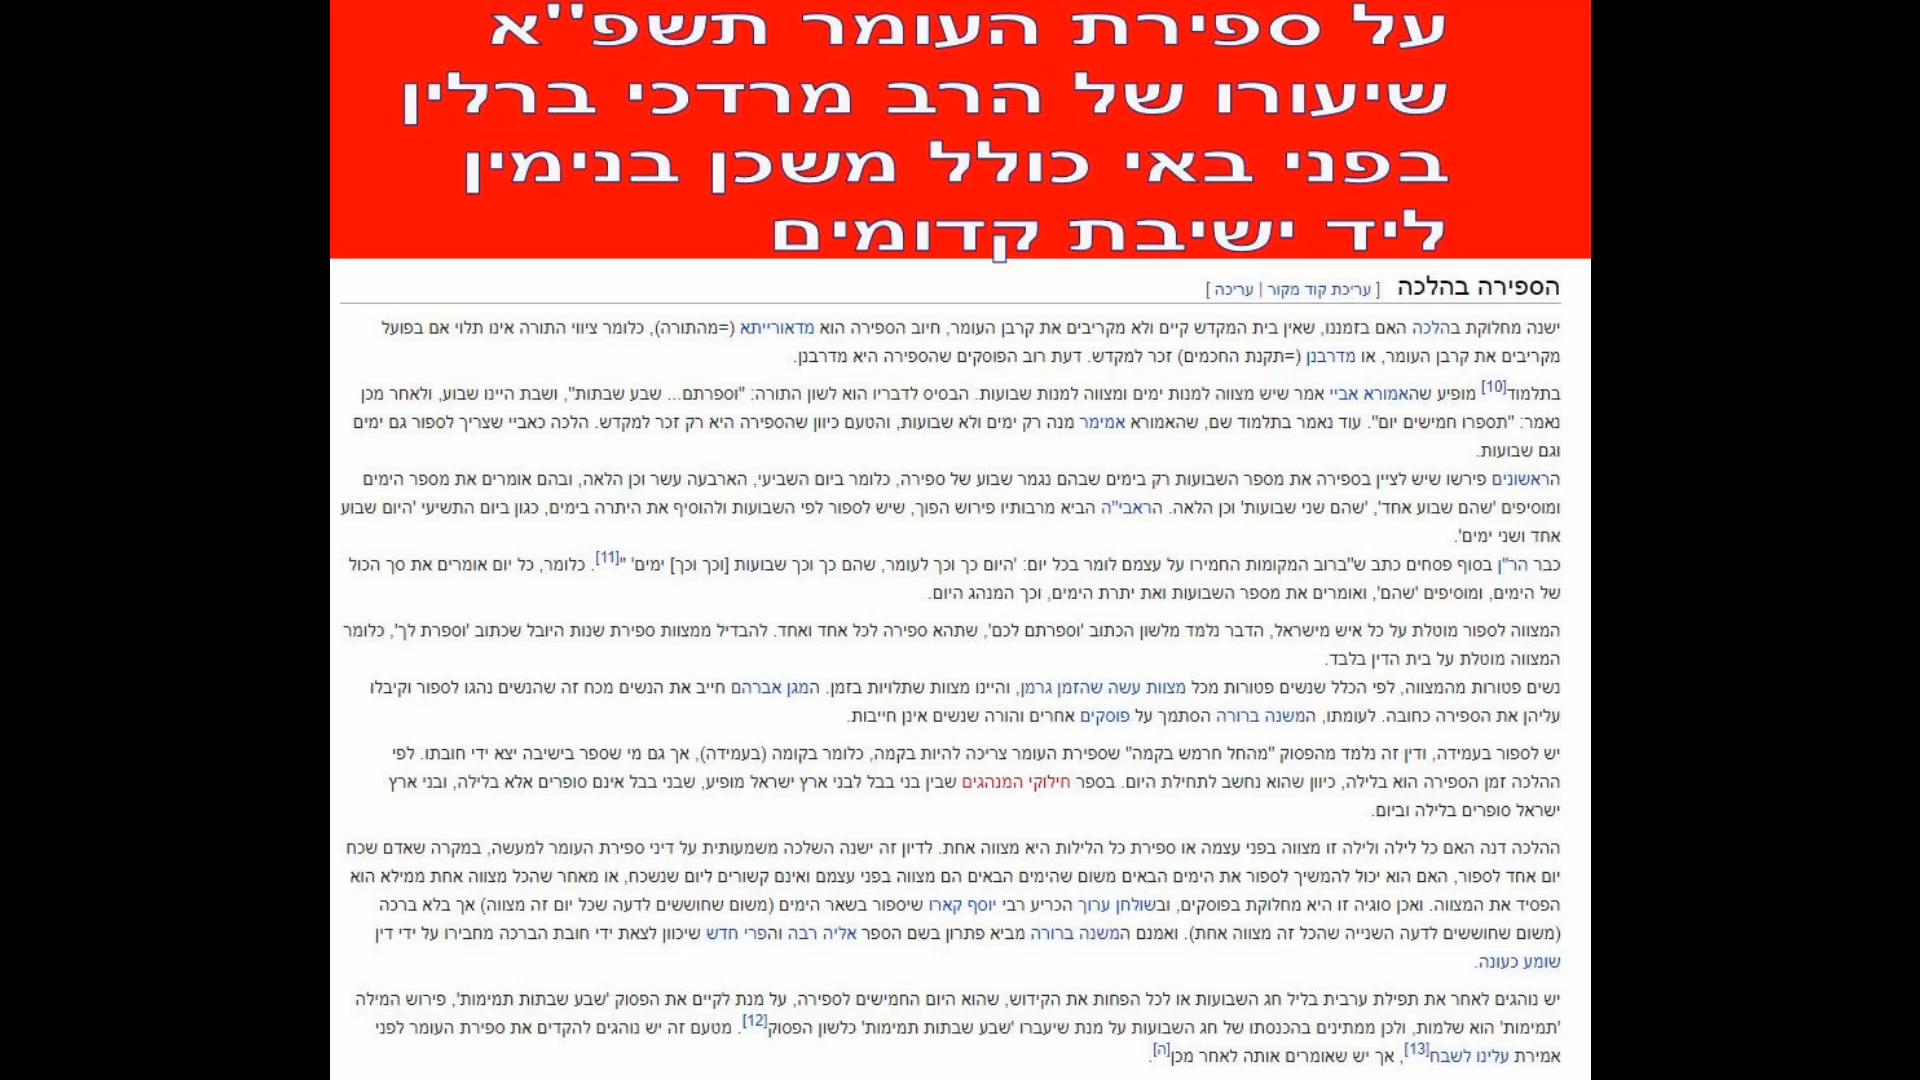 על ספירת העומר תשפ''א
שיעורו של הרב מרדכי ברלין
בפני באי כולל משכן בנימין
ליד ישיבת קדומים
הספירה בהלכה [ עריכת קוד מקור | עריכה ]
ישנה מחלוקת בהלכה האם בזמננו, שאין בית המקדש קיים ולא מקריבים את קרבן העומר, חיוב הספירה הוא מדאורייתא (=מהתורה), כלומר ציווי התורה אינו תלוי אם בפועל
מקריבים את קרבן העומר, או מדרבנן (=תקנת החכמים) זכר למקדש. דעת רוב הפוסקים שהספירה היא מדרבנן.
בתלמוד[10] מופיע שהאמורא אביי אמר שיש מצווה למנות ימים ומצווה למנות שבועות. הבסיס לדבריו הוא לשון התורה: "וספרתם... שבע שבתות", ושבת היינו שבוע, ולאחר מכן
נאמר: "תספרו חמישים יום". עוד נאמר בתלמוד שם, שהאמורא אמימר מנה רק ימים ולא שבועות, והטעם כיוון שהספירה היא רק זכר למקדש. הלכה כאביי שצריך לספור גם ימים
וגם שבועות.
הראשונים פירשו שיש לציין בספירה את מספר השבועות רק בימים שבהם נגמר שבוע של ספירה, כלומר ביום השביעי, הארבעה עשר וכן הלאה, ובהם אומרים את מספר הימים
ומוסיפים 'שהם שבוע אחד', 'שהם שני שבועות' וכן הלאה. הראבי"ה הביא מרבותיו פירוש הפוך, שיש לספור לפי השבועות ולהוסיף את היתרה בימים, כגון ביום התשיעי 'היום שבוע
אחד ושני ימים'.
כבר הר"ן בסוף פסחים כתב ש"ברוב המקומות החמירו על עצמם לומר בכל יום: 'היום כך וכך לעומר, שהם כך וכך שבועות [וכך וכך] ימים' "[11]. כלומר, כל יום אומרים את סך הכול
של הימים, ומוסיפים 'שהם', ואומרים את מספר השבועות ואת יתרת הימים, וכך המנהג היום.
המצווה לספור מוטלת על כל איש מישראל, הדבר נלמד מלשון הכתוב 'וספרתם לכם', שתהא ספירה לכל אחד ואחד. להבדיל ממצוות ספירת שנות היובל שכתוב 'וספרת לך', כלומר
המצווה מוטלת על בית הדין בלבד.
נשים פטורות מהמצווה, לפי הכלל שנשים פטורות מכל מצוות עשה שהזמן גרמן, והיינו מצוות שתלויות בזמן. המגן אברהם חייב את הנשים מכח זה שהנשים נהגו לספור וקיבלו
עליהן את הספירה כחובה. לעומתו, המשנה ברורה הסתמך על פוסקים אחרים והורה שנשים אינן חייבות.
יש לספור בעמידה, ודין זה נלמד מהפסוק "מהחל חרמש בקמה" שספירת העומר צריכה להיות בקמה, כלומר בקומה (בעמידה), אך גם מי שספר בישיבה יצא ידי חובתו. לפי
ההלכה זמן הספירה הוא בלילה, כיוון שהוא נחשב לתחילת היום. בספר חילוקי המנהגים שבין בני בבל לבני ארץ ישראל מופיע, שבני בבל אינם סופרים אלא בלילה, ובני ארץ
ישראל סופרים בלילה וביום.
ההלכה דנה האם כל לילה ולילה זו מצווה בפני עצמה או ספירת כל הלילות היא מצווה אחת. לדיון זה ישנה השלכה משמעותית על דיני ספירת העומר למעשה, במקרה שאדם שכח
יום אחד לספור, האם הוא יכול להמשיך לספור את הימים הבאים משום שהימים הבאים הם מצווה בפני עצמם ואינם קשורים ליום שנשכח, או מאחר שהכל מצווה אחת ממילא הוא
הפסיד את המצווה. ואכן סוגיה זו היא מחלוקת בפוסקים, ובשולחן ערוך הכריע רבי יוסף קארו שיספור בשאר הימים (משום שחוששים לדעה שכל יום זה מצווה) אך בלא ברכה
(משום שחוששים לדעה השנייה שהכל זה מצווה אחת). ואמנם המשנה ברורה מביא פתרון בשם הספר אליה רבה והפרי חדש שיכוון לצאת ידי חובת הברכה מחבירו על ידי דין
שומע כעונה.
יש נוהגים לאחר את תפילת ערבית בליל חג השבועות או לכל הפחות את הקידוש, שהוא היום החמישים לספירה, על מנת לקיים את הפסוק 'שבע שבתות תמימות', פירוש המילה
'תמימות' הוא שלמות, ולכן ממתינים בהכנסתו של חג השבועות על מנת שיעברו 'שבע שבתות תמימות' כלשון הפסוק[12]. מטעם זה יש נוהגים להקדים את ספירת העומר לפני
אמירת עלינו לשבח[13], אך יש שאומרים אותה לאחר מכן[ה].